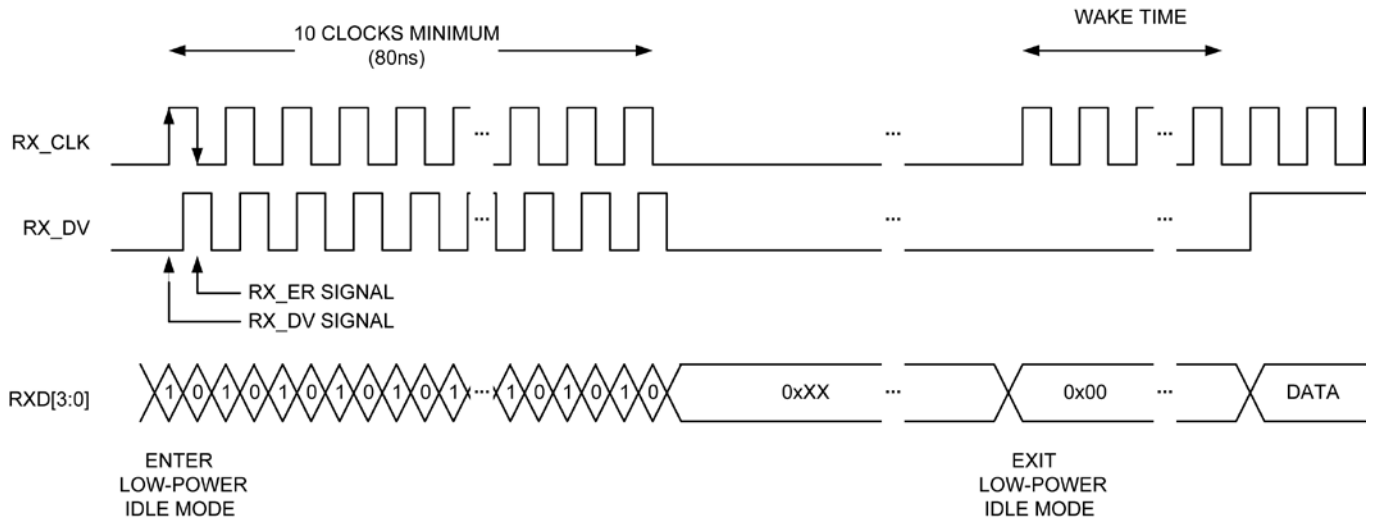 10 CLOCKS MINIMUM
(80ns)
WAKE TIME
RX_CLK
...
...
...
RX_DV
...
...
...
RX_ER SIGNAL
RX_DV SIGNAL
RXD[3:0]
1 0 1 0 1 0 1 0 1 0 1 ... 1 0 1 0 1 0
0xXX
...
0x00
...
DATA
ENTER
LOW-POWER
IDLE MODE
EXIT
LOW-POWER
IDLE MODE